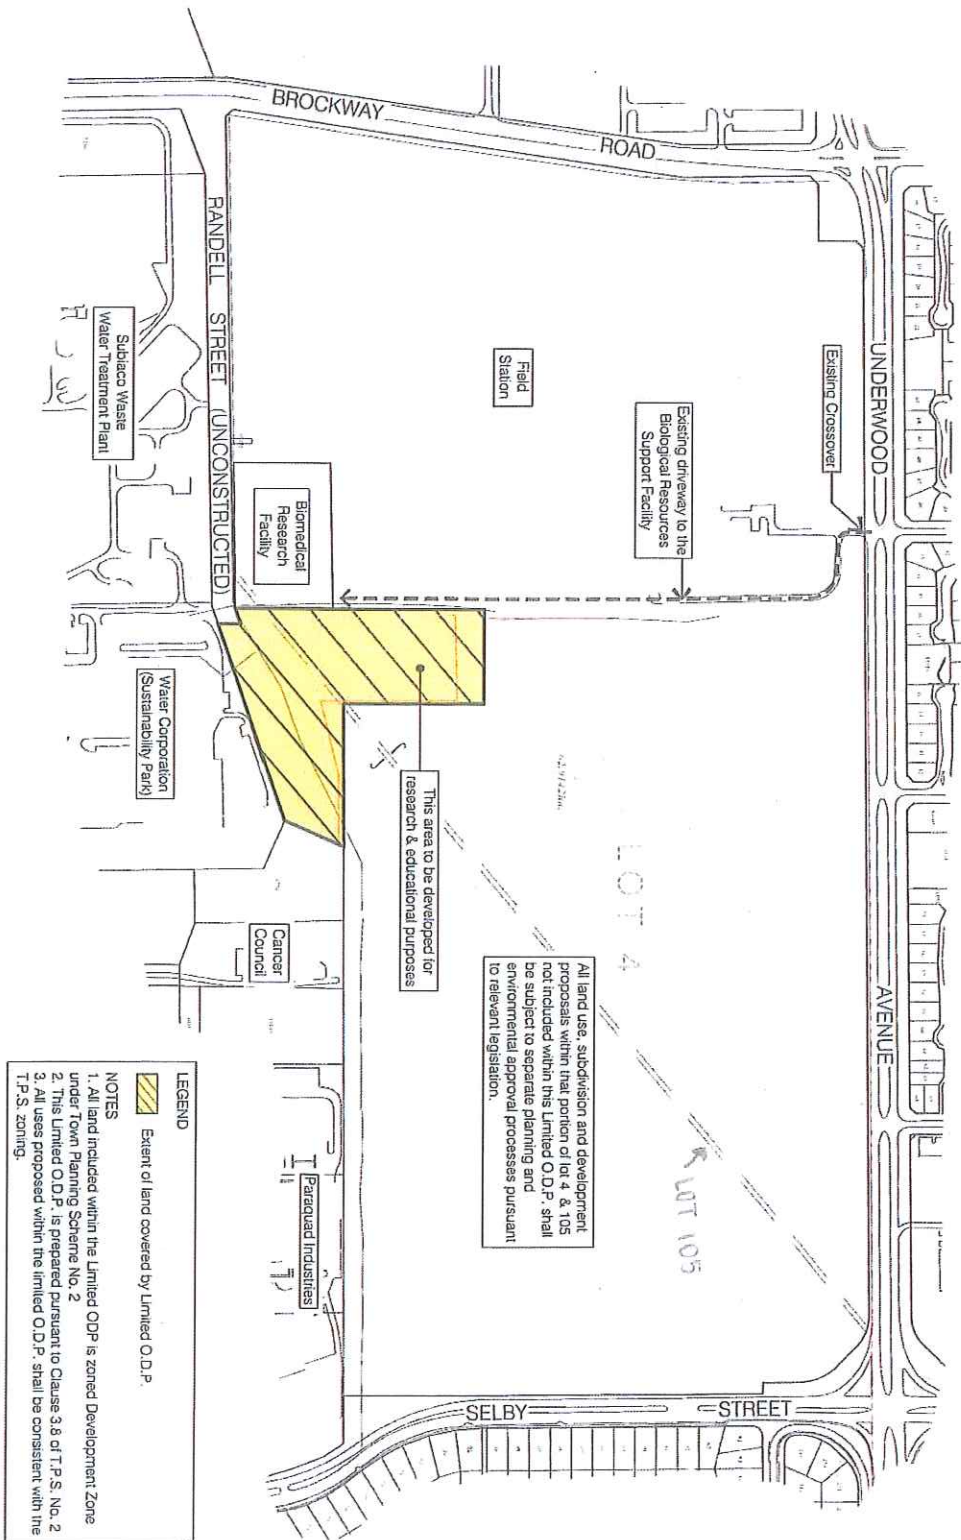 BROCKWAY
ROAD
UNDERWOOD
AVENUE
RANDELL STREET (UNCONSTRUCTED)
SELBY
STREET
Existing Crossover
Existing driveway to the
Biological Resources
Support Facility
Field
Station
Biomedical
Research
Facility
Subiaco Waste
Water Treatment Plant
Water Corporation
(Sustainability Park)
This area to be developed for
research & educational purposes
LOT 4
LOT 105
All land use, subdivision and development
proposals within that portion of lot 4 & 105
not included within this Limited O.D.P. shall
be subject to separate planning and
environmental approval processes pursuant
to relevant legislation.
Cancer
Council
Paraquad Industries
LEGEND
Extent of land covered by Limited O.D.P.
NOTES
1. All land included within the Limited ODP is zoned Development Zone
under Town Planning Scheme No. 2
2. This Limited O.D.P. is prepared pursuant to Clause 3.8 of T.P.S. No. 2
3. All uses proposed within the limited O.D.P. shall be consistent with the
T.P.S. zoning.